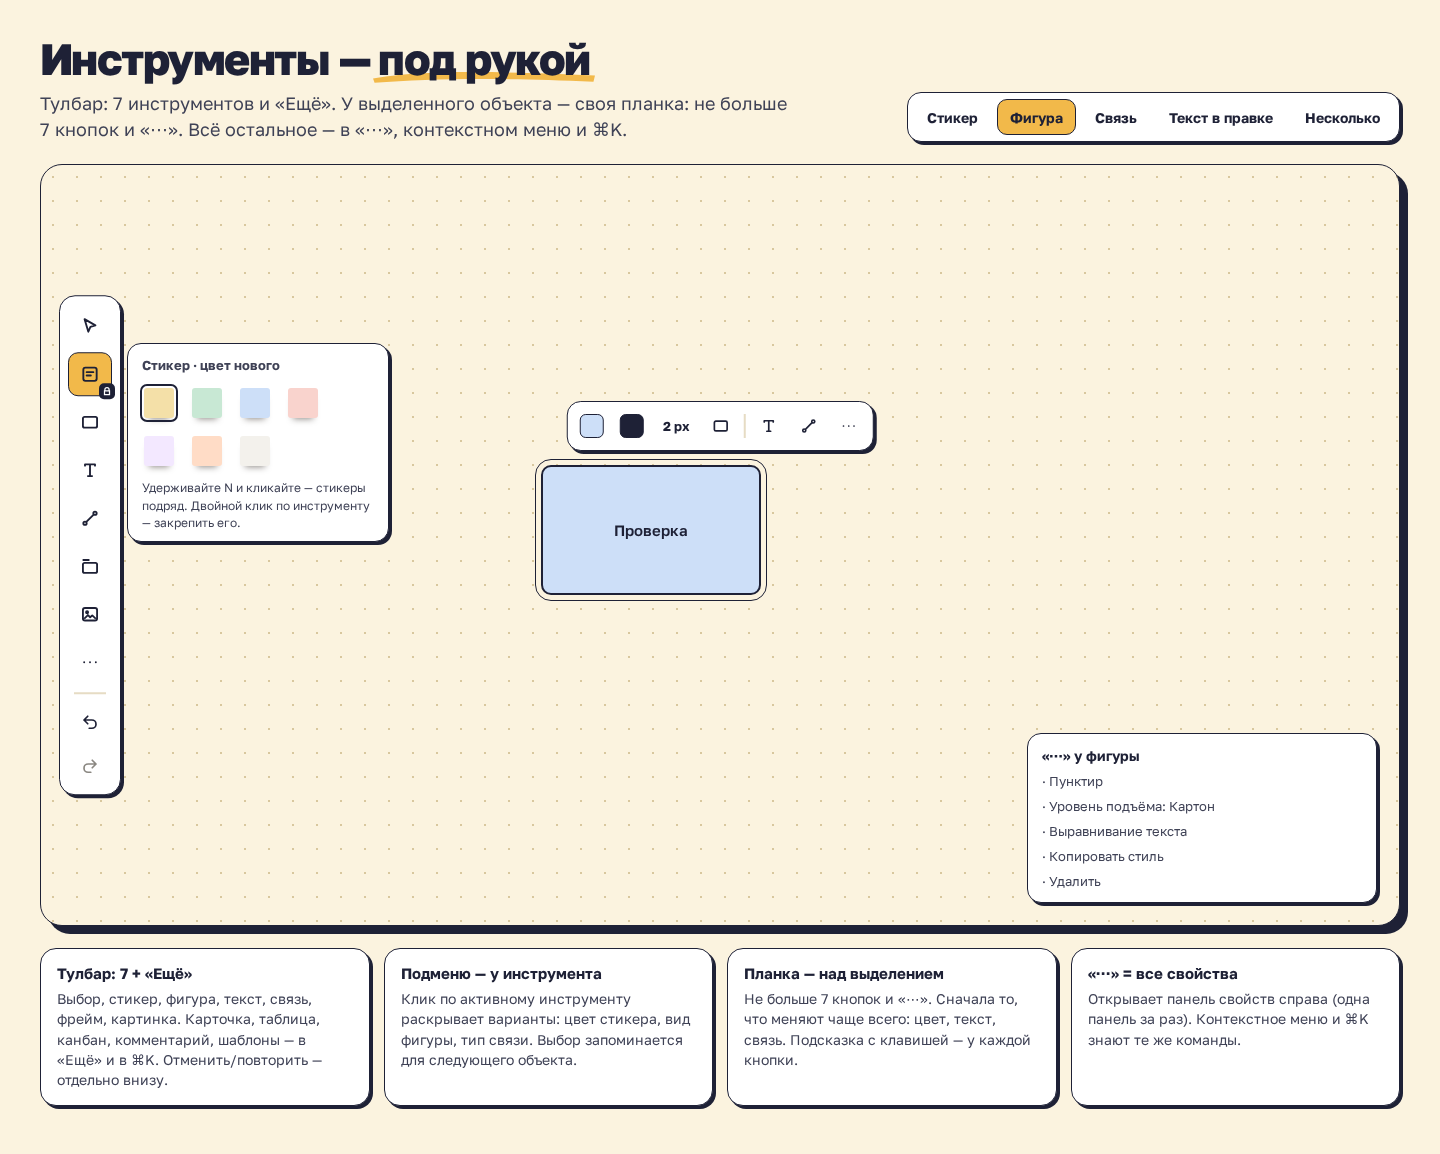 Инструменты — под рукой
Тулбар: 7 инструментов и «Ещё». У выделенного объекта — своя планка: не больше
7 кнопок и «⋯». Всё остальное — в «⋯», контекстном меню и ⌘K.
Стикер
Фигура
Связь
Текст в правке
Несколько
Стикер · цвет нового
Удерживайте N и кликайте — стикеры
подряд. Двойной клик по инструменту
— закрепить его.
2 px
T
⋯
Проверка
T
⋯
«⋯» у фигуры
· Пунктир
· Уровень подъёма: Картон
· Выравнивание текста
· Копировать стиль
· Удалить
Тулбар: 7 + «Ещё»
Выбор, стикер, фигура, текст, связь,
фрейм, картинка. Карточка, таблица,
канбан, комментарий, шаблоны — в
«Ещё» и в ⌘K. Отменить/повторить —
отдельно внизу.
Подменю — у инструмента
Клик по активному инструменту
раскрывает варианты: цвет стикера, вид
фигуры, тип связи. Выбор запоминается
для следующего объекта.
Планка — над выделением
Не больше 7 кнопок и «⋯». Сначала то,
что меняют чаще всего: цвет, текст,
связь. Подсказка с клавишей — у каждой
кнопки.
«⋯» = все свойства
Открывает панель свойств справа (одна
панель за раз). Контекстное меню и ⌘K
знают те же команды.